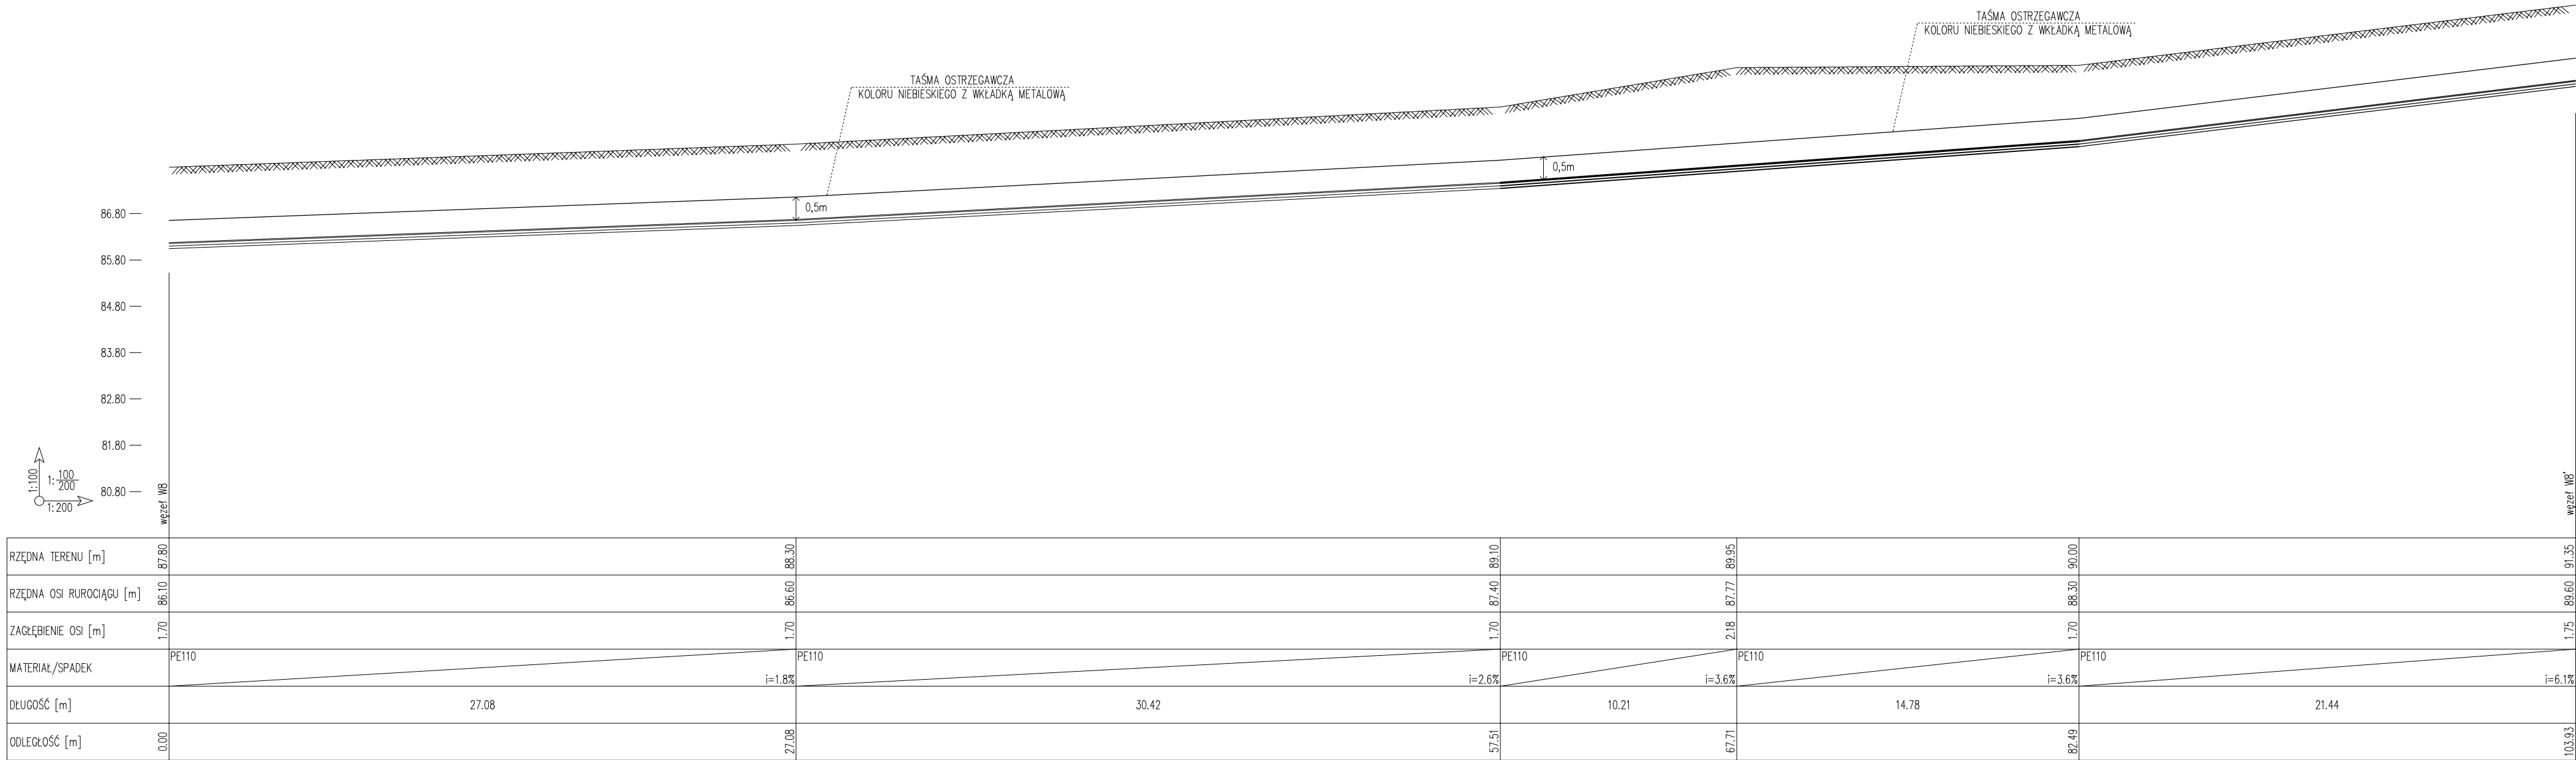 TAŚMA OSTRZEGAWCZA
KOLORU NIEBIESKIEGO Z WKŁADKĄ METALOWĄ
TAŚMA OSTRZEGAWCZA
KOLORU NIEBIESKIEGO Z WKŁADKĄ METALOWĄ
0,5m
0,5m
86.80
85.80
84.80
83.80
82.80
81.80
80.80
1:100
1: 100
200
1:200
węzeł W8
węzeł W8'
RZĘDNA TERENU [m] 87.80 88.30 89.10 89.95 90.00 91.35
RZĘDNA OSI RUROCIĄGU [m] 86.10 86.60 87.40 87.77 88.30 89.60
ZAGŁĘBIENIE OSI [m] 1.70 1.70 1.70 2.18 1.70 1.75
PE110 PE110 PE110 PE110 PE110
MATERIAŁ/SPADEK
i=1.8% i=2.6% i=3.6% i=3.6% i=6.1%
DŁUGOŚĆ [m] 27.08 30.42 10.21 14.78 21.44
ODLEGŁOŚĆ [m] 0.00 27.08 57.51 67.71 82.49 103.93